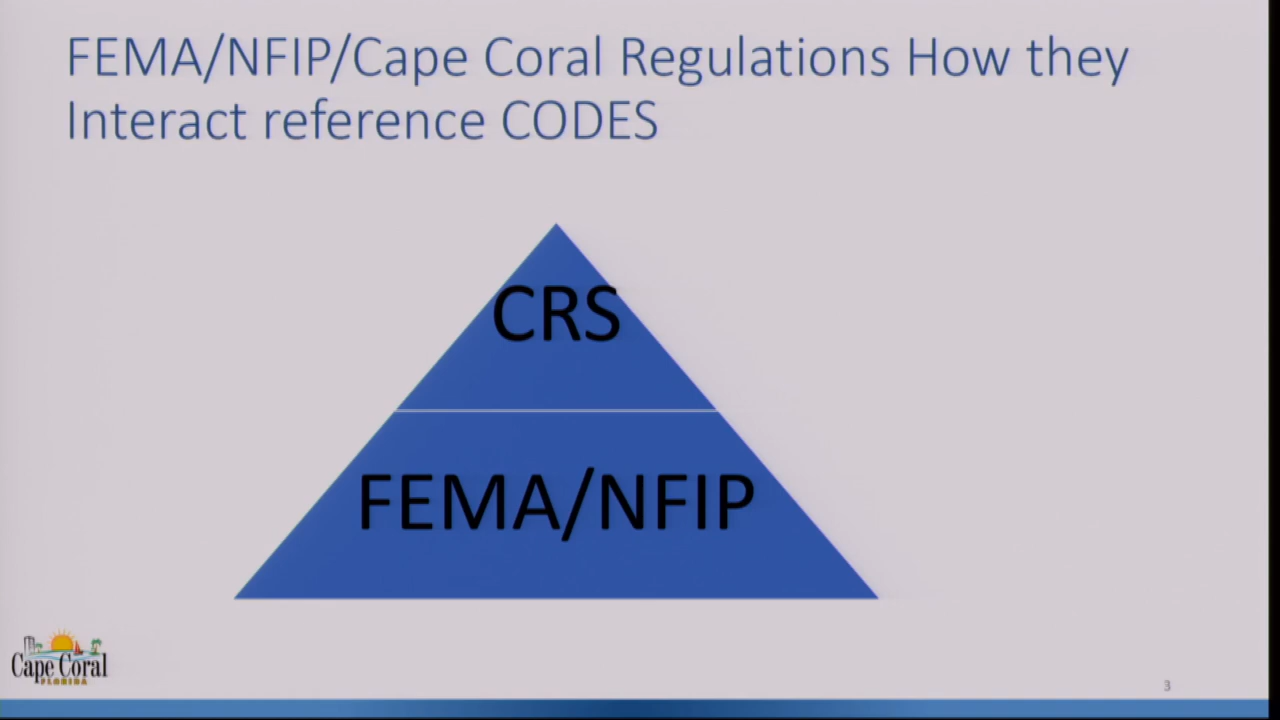 FEMA/NFIP/Cape Coral Regulations How they
Interact reference CODES
CRS
FEMA/NFIP
Cape Coral
FLORIDA
3